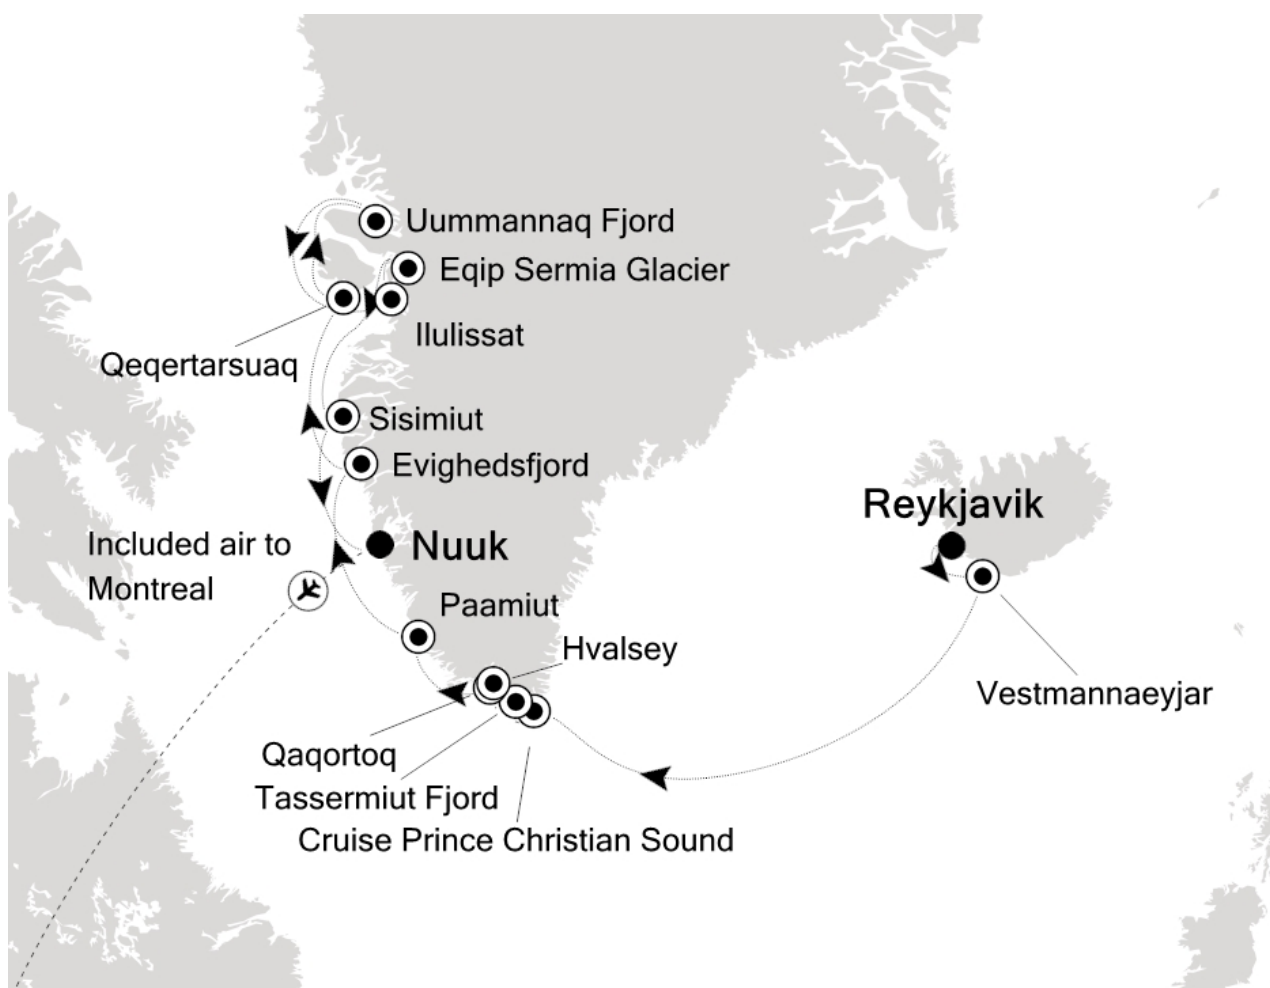 Uummannaq Fjord
Eqip Sermia Glacier
Ilulissat
Qeqertarsuaq
Sisimiut
Evighedsfjord
Reykjavik
Included air to
Montreal
Nuuk
Paamiut
Hvalsey
Vestmannaeyjar
Qaqortoq
Tassermiut Fjord
Cruise Prince Christian Sound